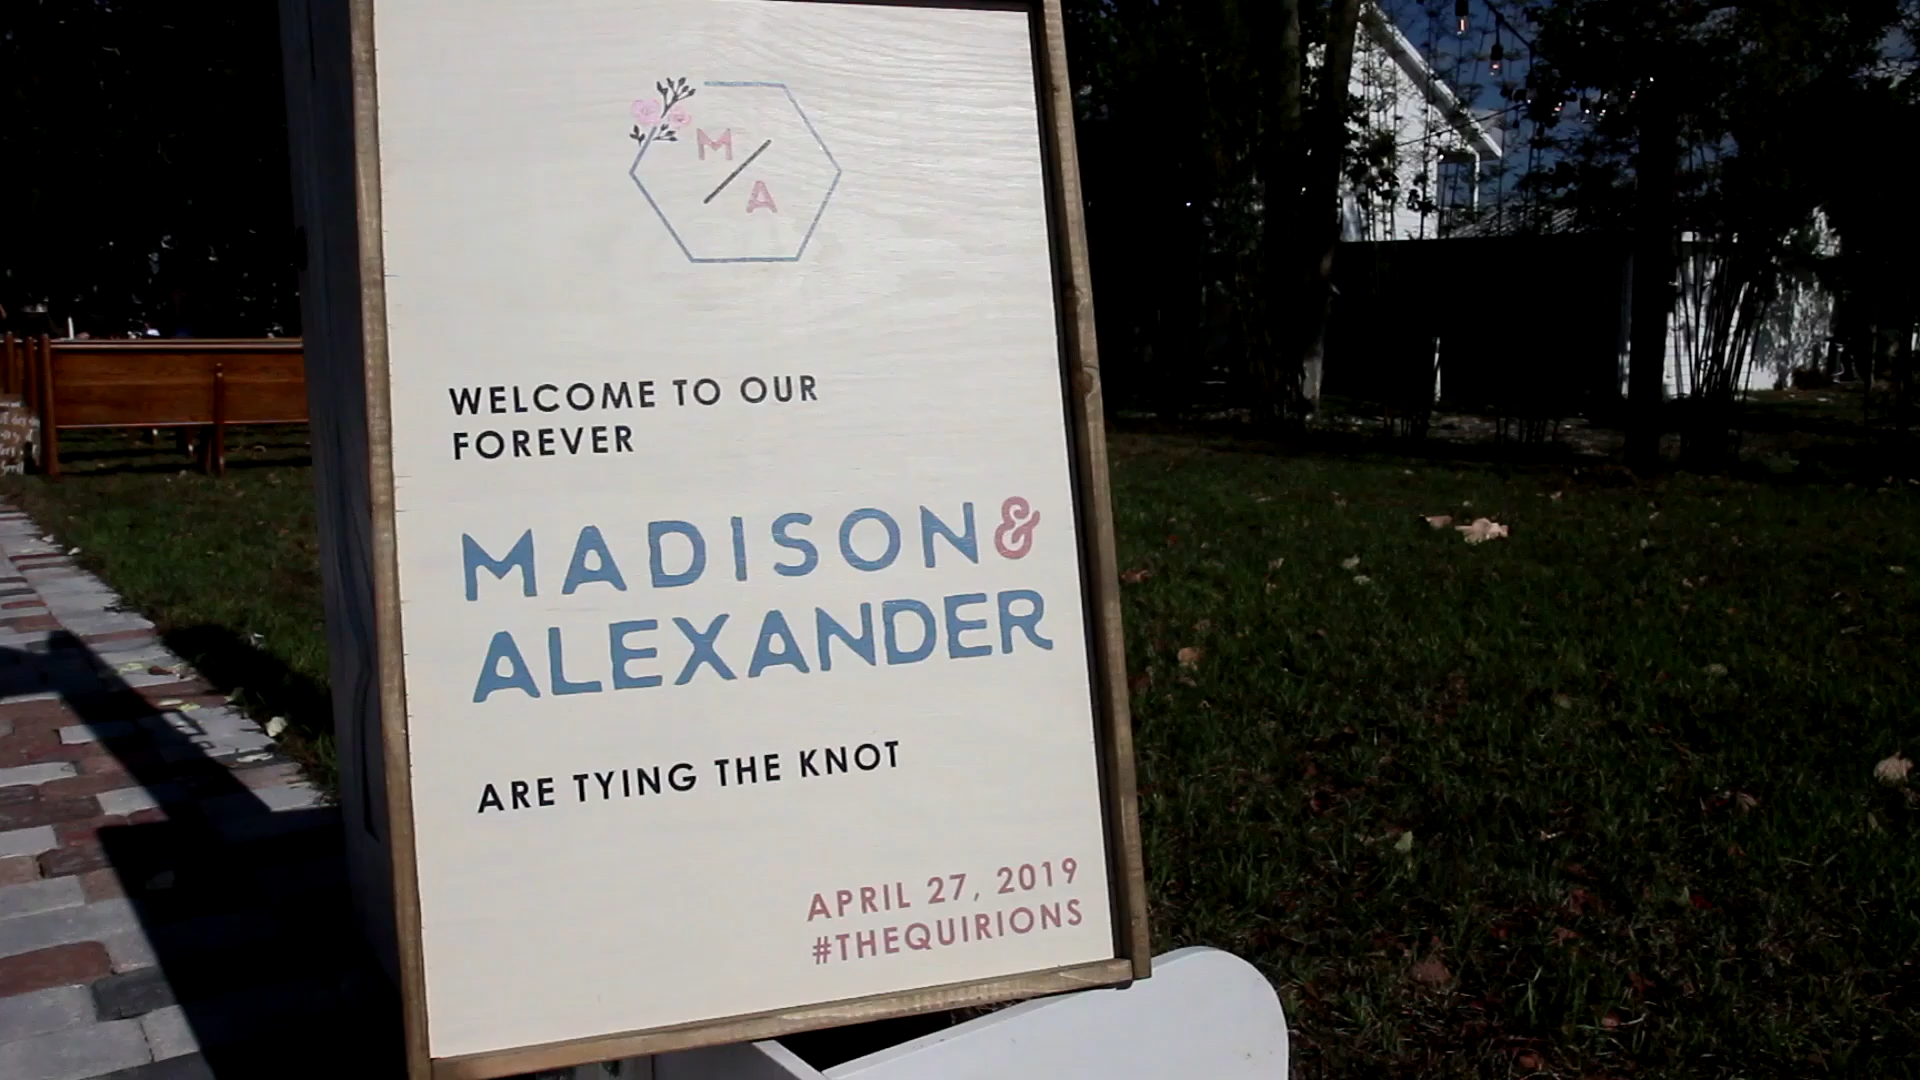 M
A
WELCOME TO OUR
FOREVER
MADISON&
ALEXANDER
ARE TYING THE KNOT
APRIL 27, 2019
#THEQUIRIONS